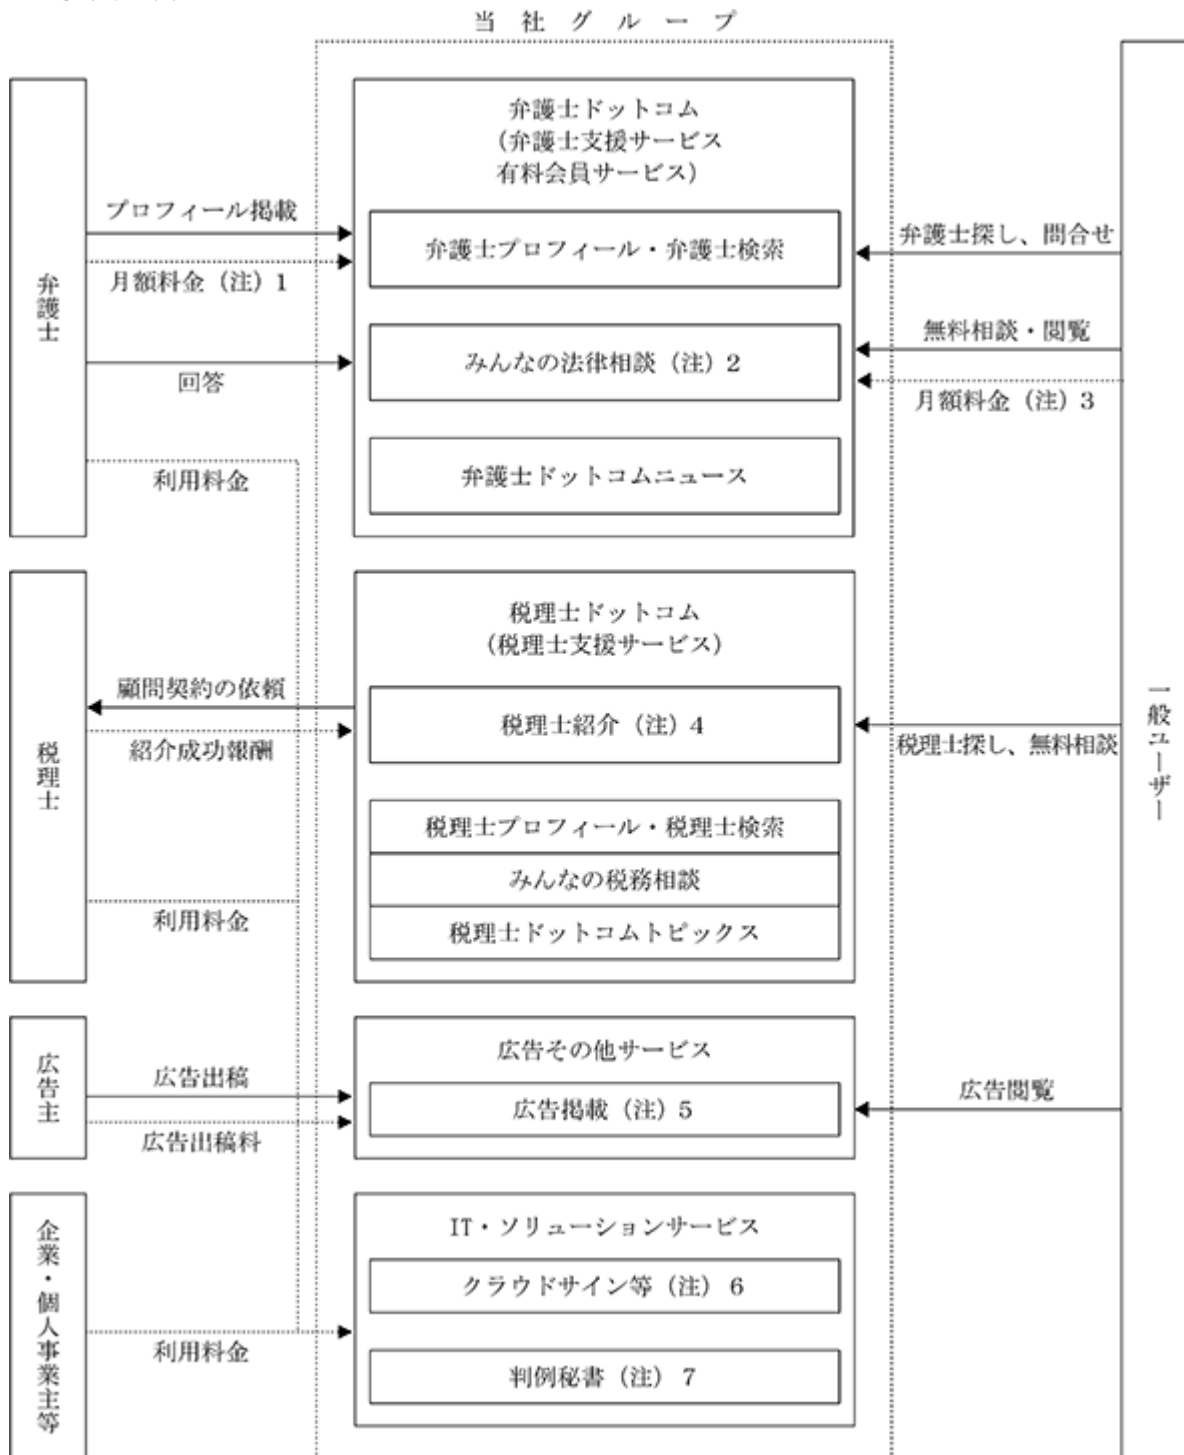 当社グループ
弁護士
プロフィール掲載
月額料金(注)1
回答
利用料金
弁護士ドットコム
(弁護士支援サービス
有料会員サービス)
弁護士プロフィール・弁護士検索
みんなの法律相談(注)2
弁護士ドットコムニュース
弁護士探し、問合せ
無料相談・閲覧
月額料金(注)3
一般ユーザー
税理士
顧問契約の依頼
紹介成功報酬
利用料金
税理士ドットコム
(税理士支援サービス)
税理士紹介(注)4
税理士プロフィール・税理士検索
みんなの税務相談
税理士ドットコムトピックス
税理士探し、無料相談
広告主
広告出稿
広告出稿料
広告その他サービス
広告掲載(注)5
広告閲覧
企業・個人事業主等
利用料金
IT・ソリューションサービス
クラウドサイン等(注)6
判例秘書(注)7